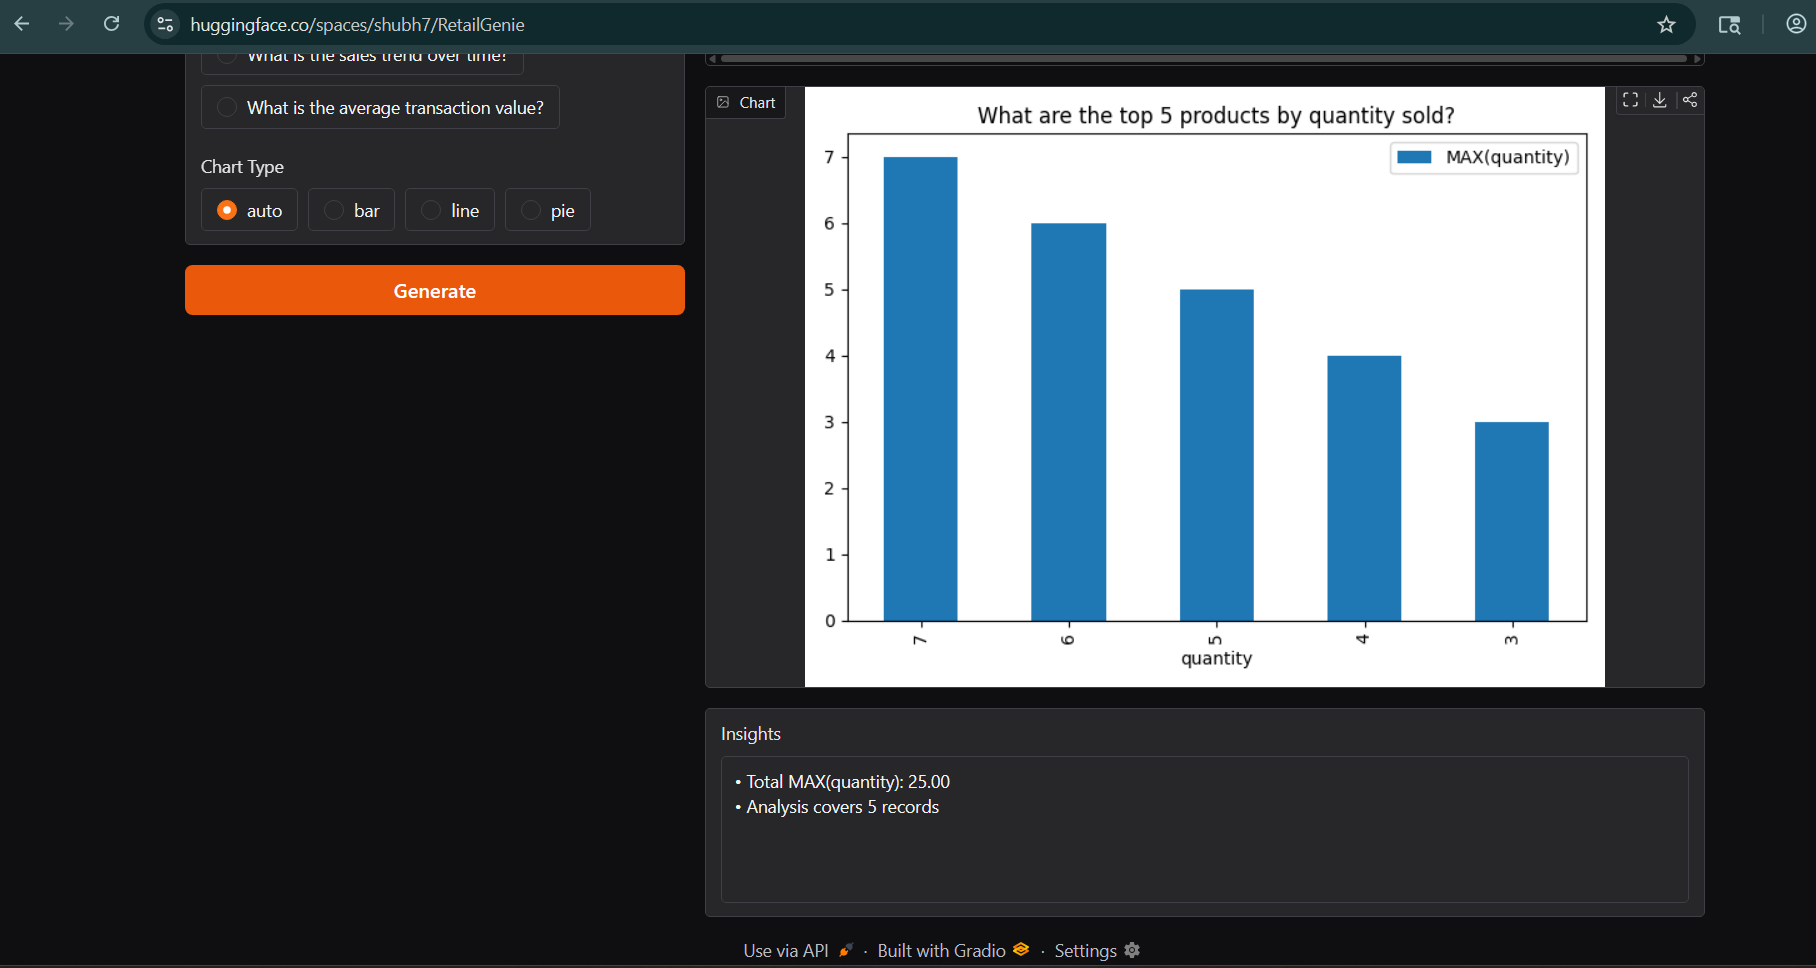 huggingface.co/spaces/shubh7/RetailGenie
What is the sales trend over time?
What is the average transaction value?
Chart Type
auto
bar
line
pie
Generate
Chart
What are the top 5 products by quantity sold?
MAX(quantity)
7
6
5
4
3
2
1
0
7 6 5 4 3
quantity
Insights
• Total MAX(quantity): 25.00
• Analysis covers 5 records
Use via API · Built with Gradio · Settings